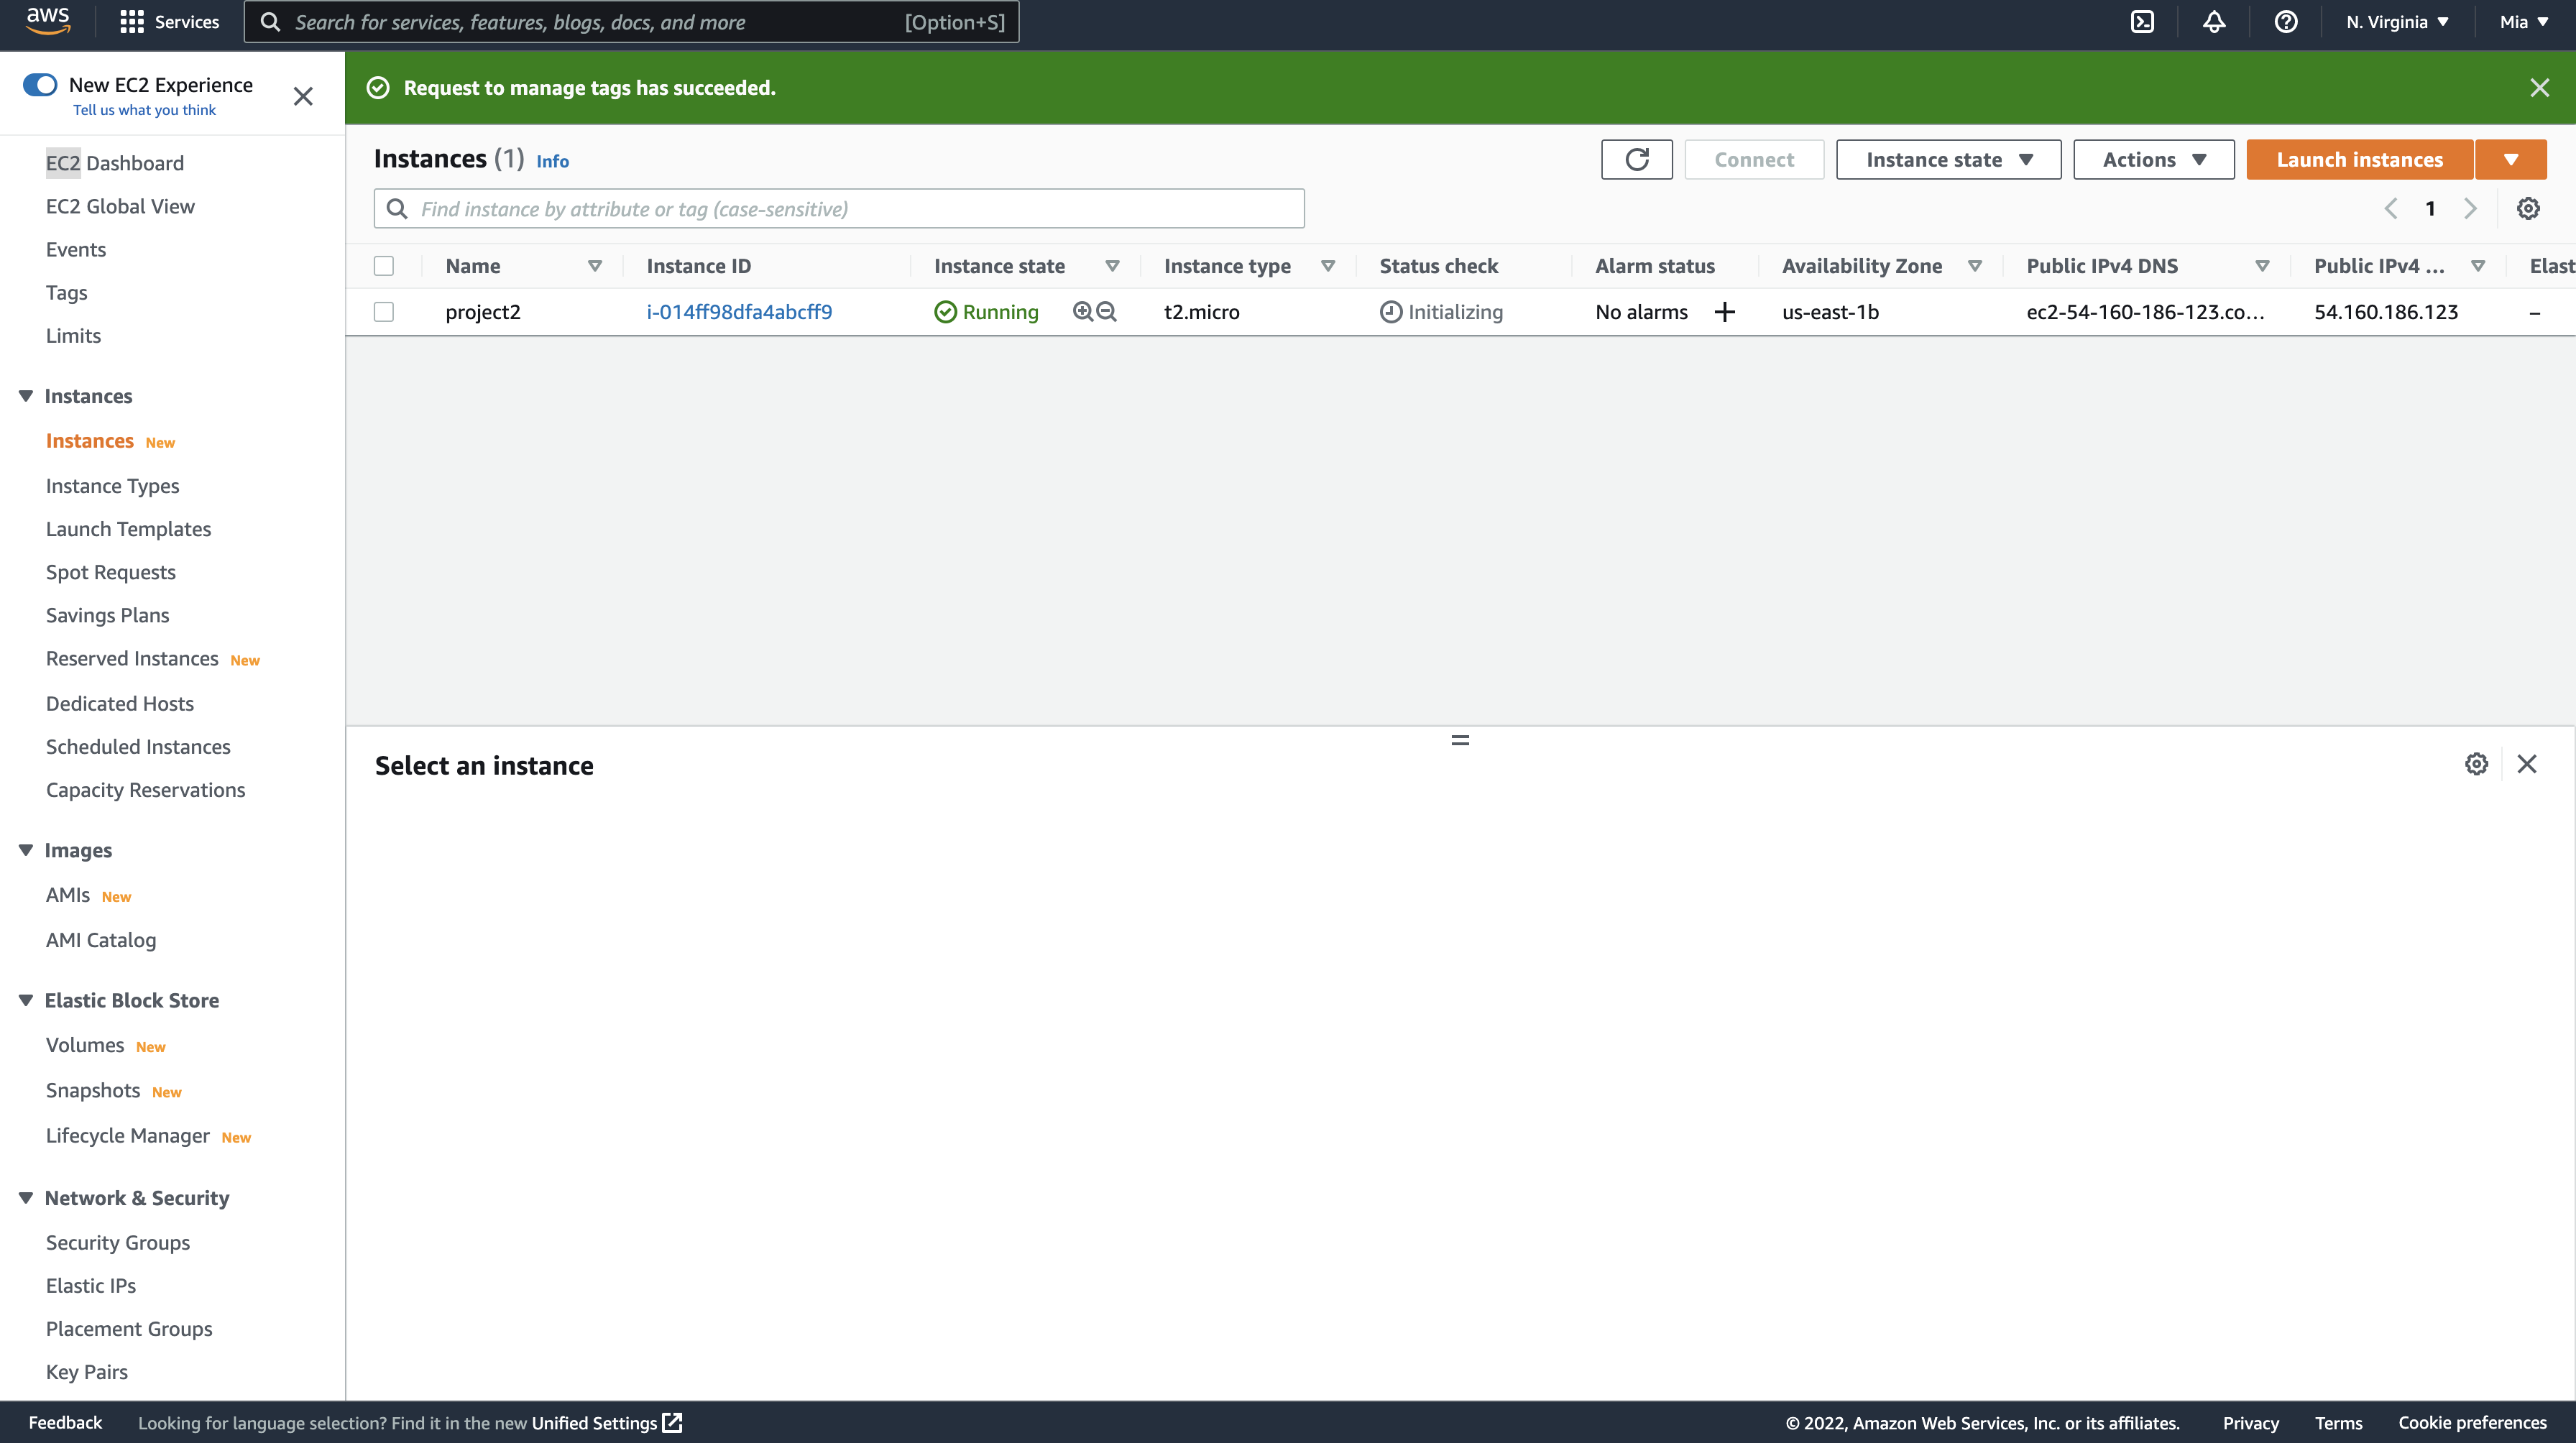 aws Services Search for services, features, blogs, docs, and more [Option+S] N. Virginia Mia
New EC2 Experience
Tell us what you think
Request to manage tags has succeeded.
EC2 Dashboard
EC2 Global View
Events
Tags
Limits
Instances
Instances New
Instance Types
Launch Templates
Spot Requests
Savings Plans
Reserved Instances New
Dedicated Hosts
Scheduled Instances
Capacity Reservations
Images
AMIs New
AMI Catalog
Elastic Block Store
Volumes New
Snapshots New
Lifecycle Manager New
Network & Security
Security Groups
Elastic IPs
Placement Groups
Key Pairs
Instances (1) Info Connect Instance state Actions Launch instances
Find instance by attribute or tag (case-sensitive) 1
Name Instance ID Instance state Instance type Status check Alarm status Availability Zone Public IPv4 DNS Public IPv4 ... Elast
project2 i-014ff98dfa4abcff9 Running t2.micro Initializing No alarms us-east-1b ec2-54-160-186-123.co... 54.160.186.123 –
Select an instance
Feedback Looking for language selection? Find it in the new Unified Settings © 2022, Amazon Web Services, Inc. or its affiliates. Privacy Terms Cookie preferences